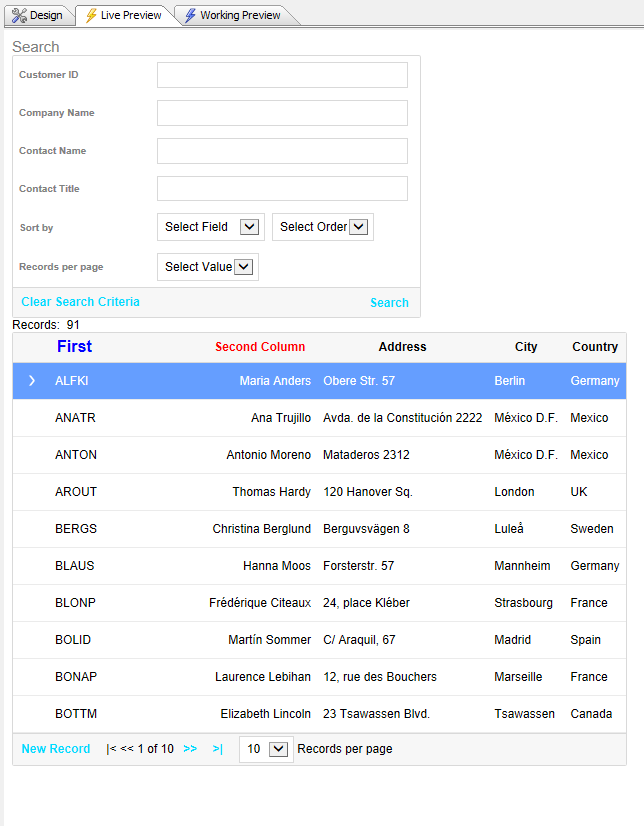 Design Live Preview Working Preview
Search
Customer ID
Company Name
Contact Name
Contact Title
Sort by Select Field Select Order
Records per page Select Value
Clear Search Criteria Search
Records: 91
First Second Column Address City Country
ALFKI Maria Anders Obere Str. 57 Berlin Germany
ANATR Ana Trujillo Avda. de la Constitución 2222 México D.F. Mexico
ANTON Antonio Moreno Mataderos 2312 México D.F. Mexico
AROUT Thomas Hardy 120 Hanover Sq. London UK
BERGS Christina Berglund Berguvsvägen 8 Luleå Sweden
BLAUS Hanna Moos Forsterstr. 57 Mannheim Germany
BLONP Frédérique Citeaux 24, place Kléber Strasbourg France
BOLID Martín Sommer C/ Araquil, 67 Madrid Spain
BONAP Laurence Lebihan 12, rue des Bouchers Marseille France
BOTTM Elizabeth Lincoln 23 Tsawassen Blvd. Tsawassen Canada
New Record |< << 1 of 10 >> >| 10 Records per page